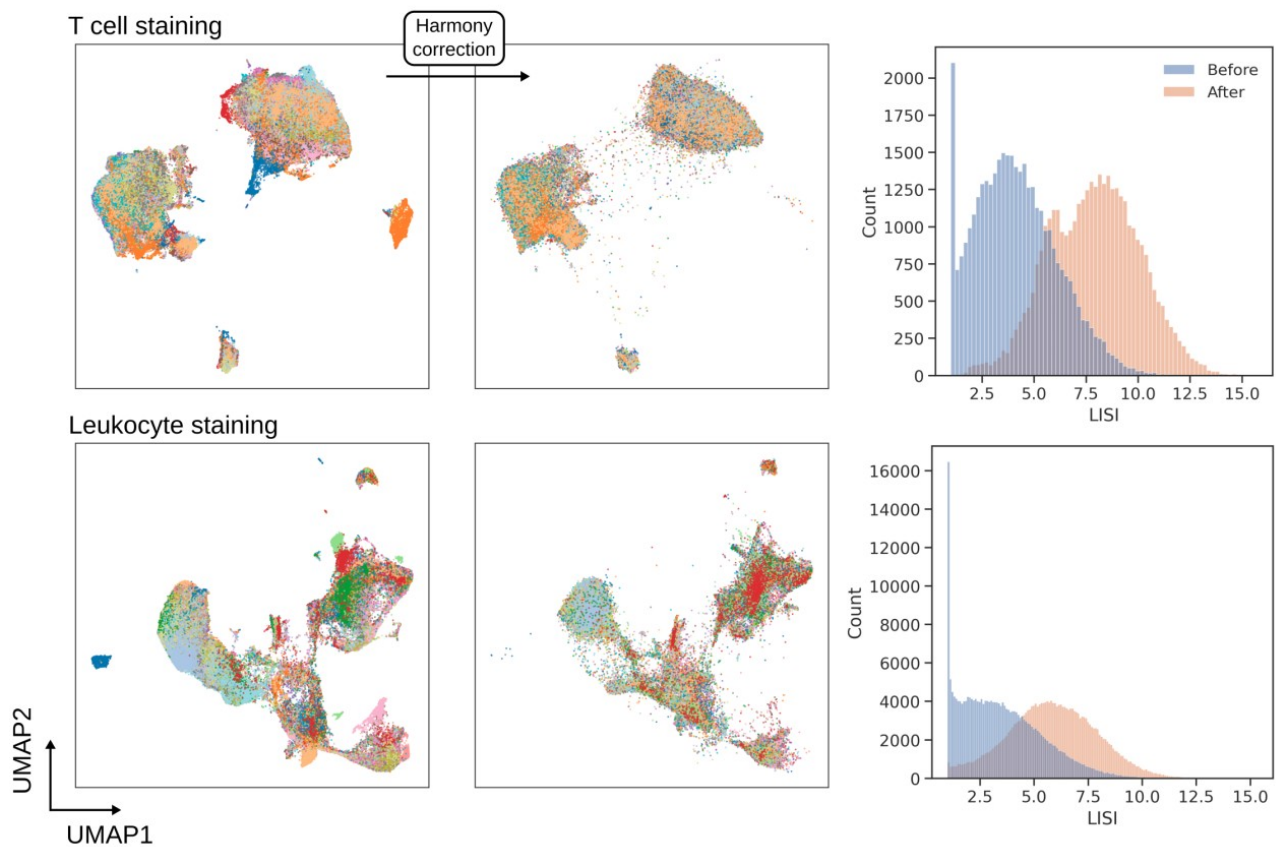 T cell staining
Harmony
correction
Before
After
2000
1750
1500
1250
1000
750
500
250
0
Count
2.5 5.0 7.5 10.0 12.5 15.0
LISI
Leukocyte staining
16000
14000
12000
10000
8000
6000
4000
2000
0
Count
2.5 5.0 7.5 10.0 12.5 15.0
LISI
UMAP2
UMAP1